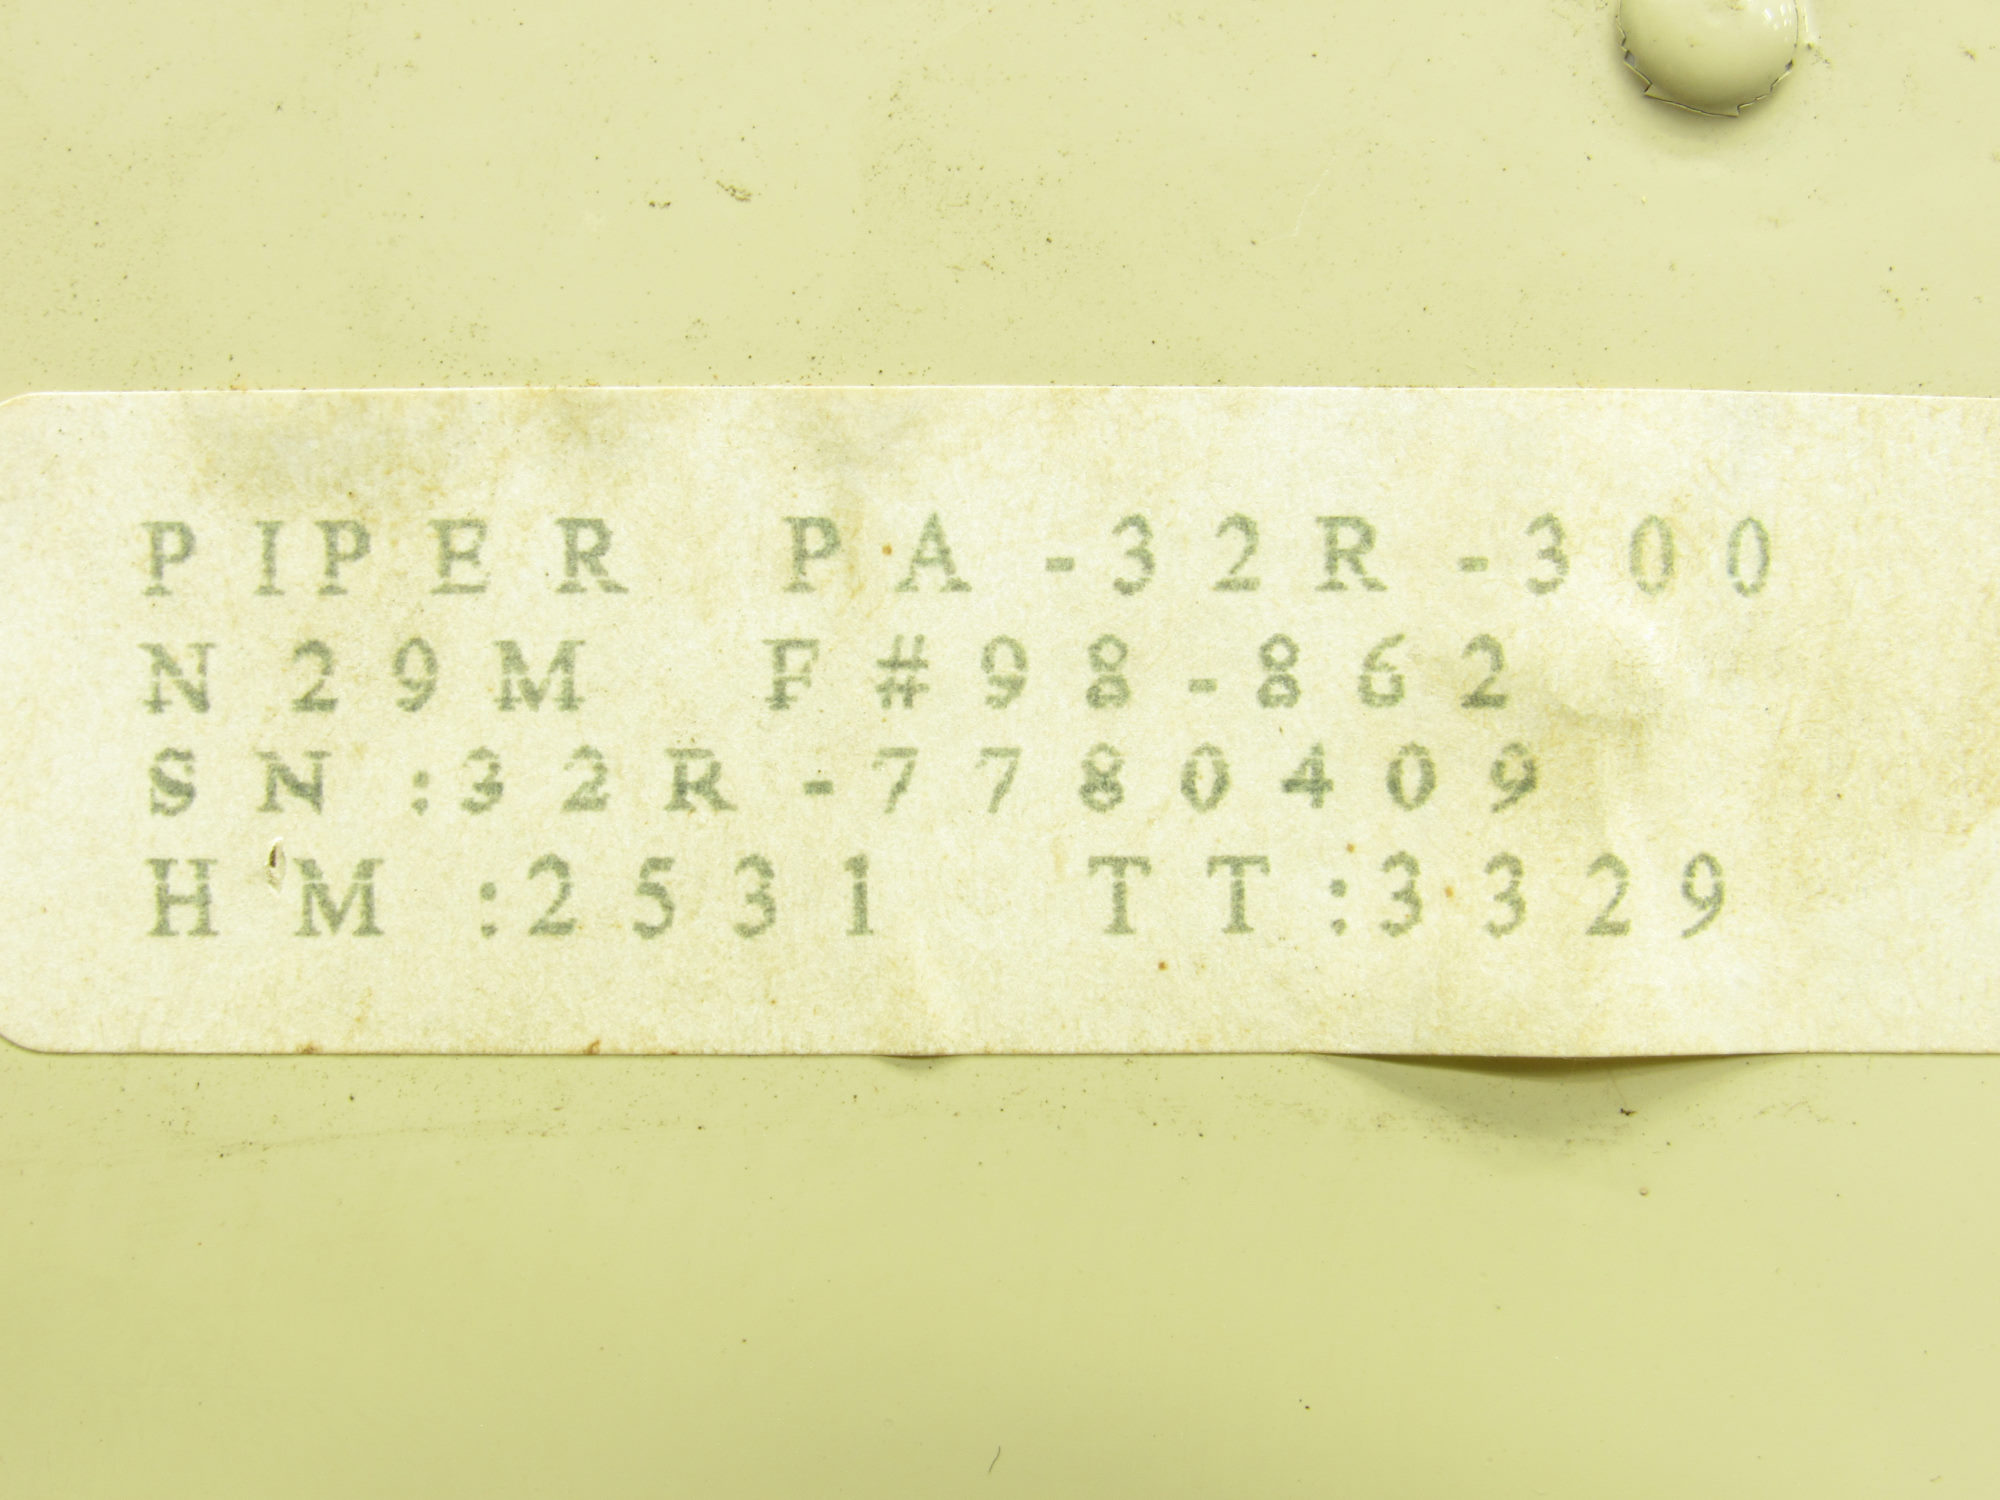 PIPER PA-32R-300
N29M F#98-862
SN:32R-7780409
HM:2531 TT:3329